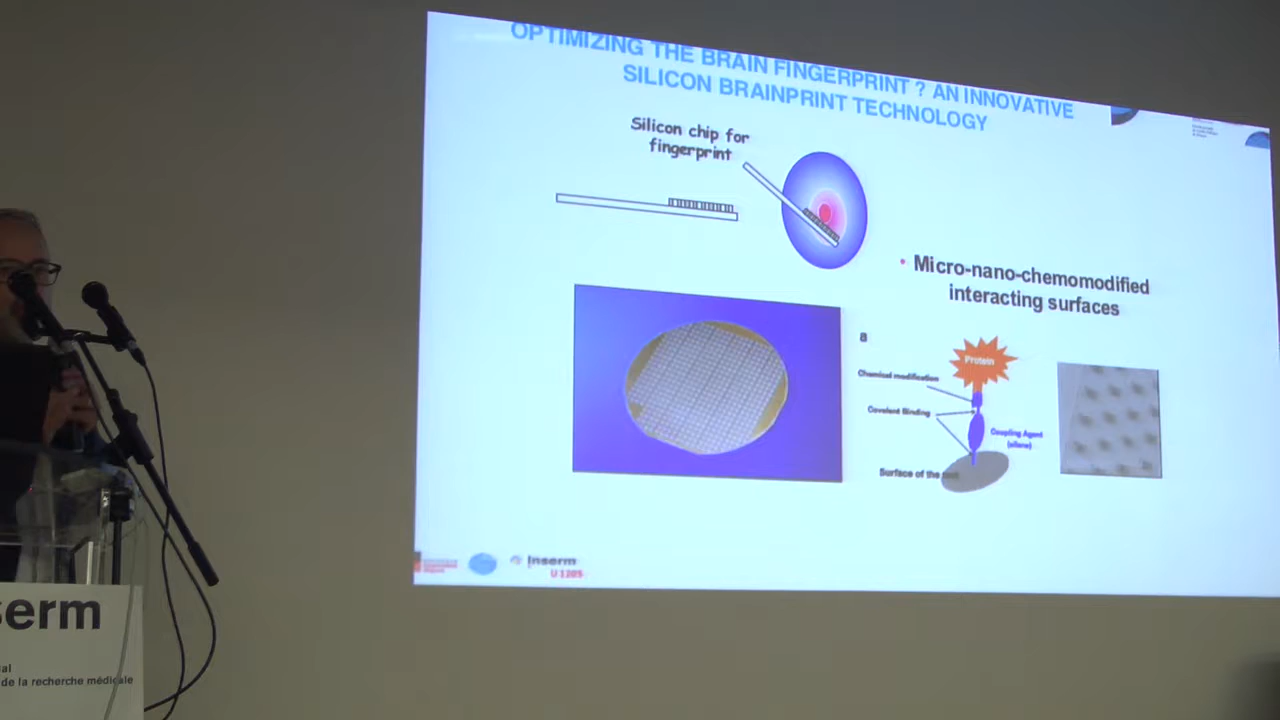 OPTIMIZING THE BRAIN FINGERPRINT ? AN INNOVATIVE
SILICON BRAINPRINT TECHNOLOGY
Silicon chip for
fingerprint
• Micro-nano-chemomodified
interacting surfaces
B
Protein
Chemical modification
Covalent Binding
Coupling Agent
(silane)
Surface of the
Inserm
U 1205
serm
al
de la recherche médicale